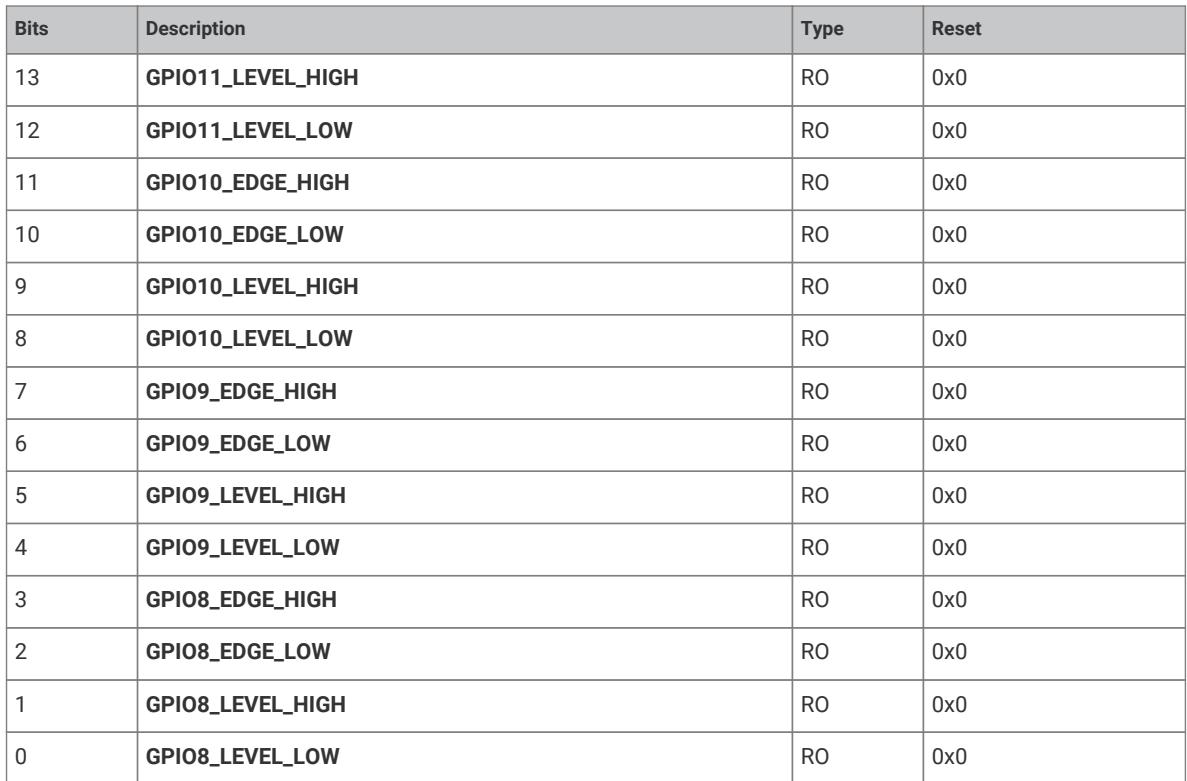 Bits Description Type Reset
13 GPIO11_LEVEL_HIGH RO 0x0
12 GPIO11_LEVEL_LOW RO 0x0
11 GPIO10_EDGE_HIGH RO 0x0
10 GPIO10_EDGE_LOW RO 0x0
9 GPIO10_LEVEL_HIGH RO 0x0
8 GPIO10_LEVEL_LOW RO 0x0
7 GPIO9_EDGE_HIGH RO 0x0
6 GPIO9_EDGE_LOW RO 0x0
5 GPIO9_LEVEL_HIGH RO 0x0
4 GPIO9_LEVEL_LOW RO 0x0
3 GPIO8_EDGE_HIGH RO 0x0
2 GPIO8_EDGE_LOW RO 0x0
1 GPIO8_LEVEL_HIGH RO 0x0
0 GPIO8_LEVEL_LOW RO 0x0